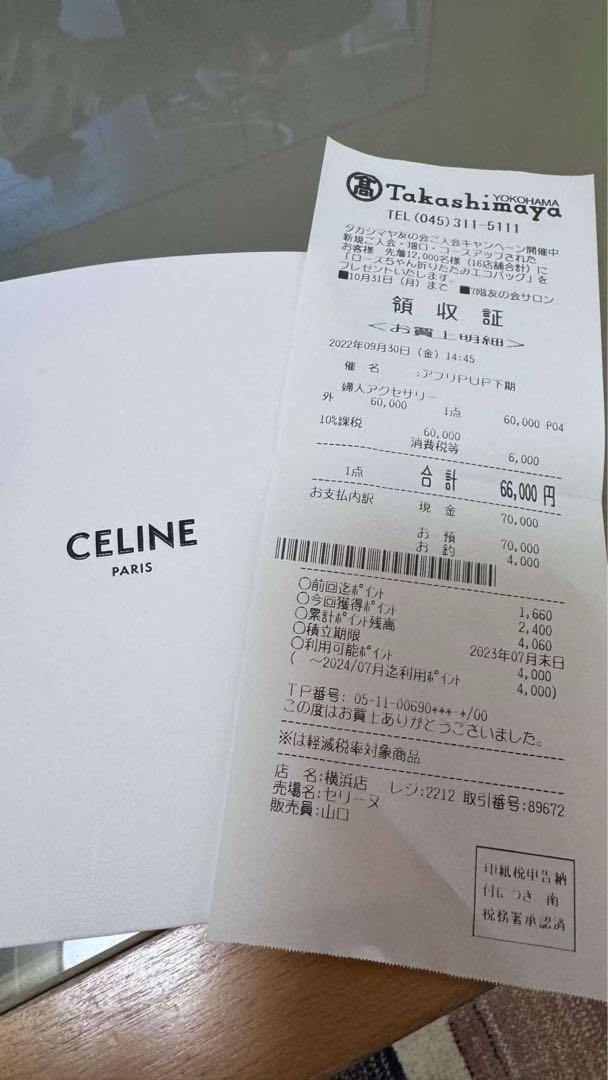 CELINE
PARIS
高 Takashimaya YOKOHAMA
TEL(045)311-5111
タカシマヤ友の会ご入会キャンペーン開催中
新規ご入会・増口・コースアップされた
お客様 先着12,000名様(16店舗合計)に
「ローズちゃん折りたたみエコバッグ」を
プレゼントいたします
■10月31日(月)まで ■7階友の会サロン
領収証
<お買上明細>
2022年09月30日(金)14:45
催 名 :アプリPUP下期
婦人アクセサリー
外 60,000 1点 60,000 P04
10%課税 60,000
消費税等 6,000
1点 合計 66,000円
お支払内訳 現 金 70,000
お 預 70,000
お 釣 4,000
○前回迄ポイント 1,660
○今回獲得ポイント 2,400
○累計ポイント残高 4,060
○積立期限 2023年07月末日
○利用可能ポイント 4,000
( ~2024/07月迄利用ポイント 4,000)
TP番号: 05-11-00690***-*/00
この度はお買上ありがとうございました。
※は軽減税率対象商品
店 名:横浜店 レジ:2212 取引番号:89672
売場名:セリーヌ
販売員:山口
印紙税申告納
付につき 南
税務署承認済